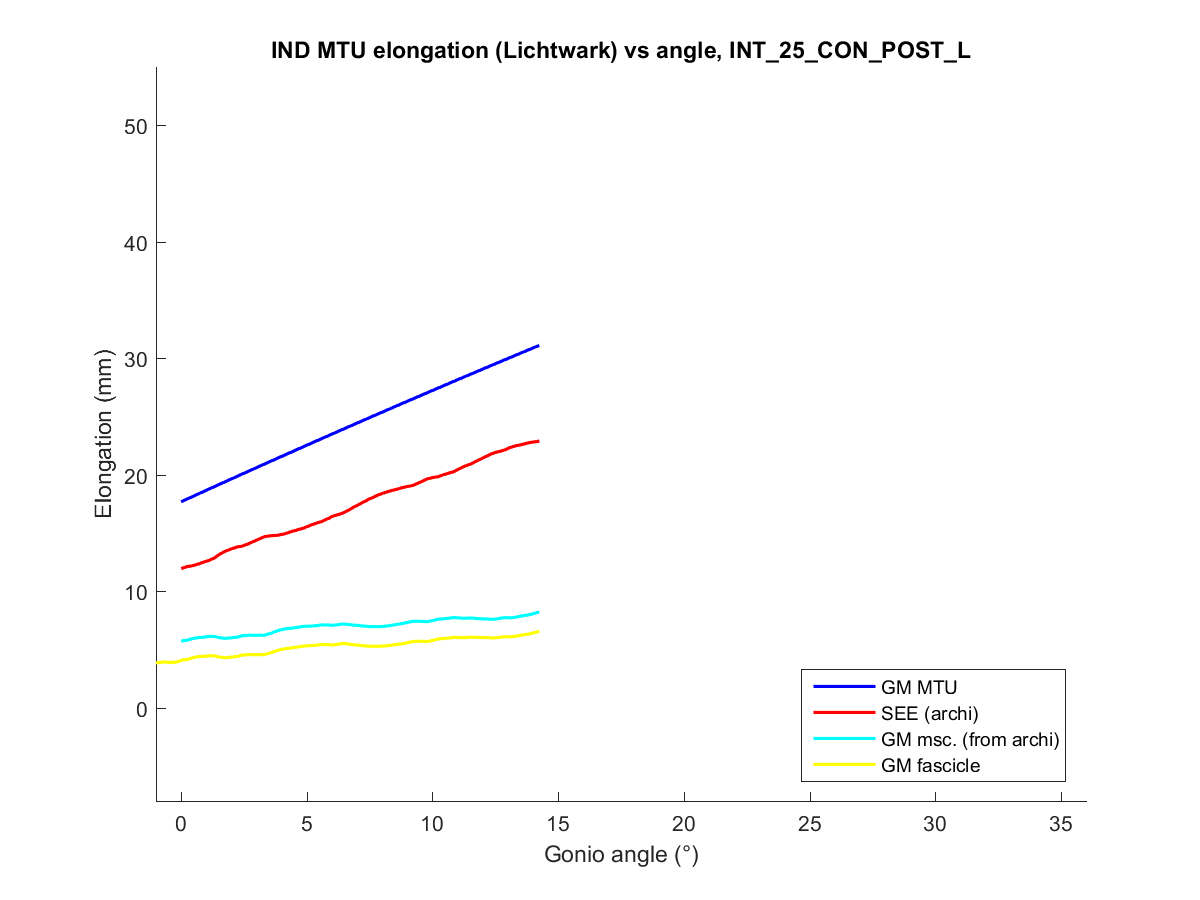 IND MTU elongation (Lichtwark) vs angle, INT_25_CON_POST_L
Elongation (mm)
50
40
30
20
10
0
0 5 10 15 20 25 30 35
Gonio angle (°)
GM MTU
SEE (archi)
GM msc. (from archi)
GM fascicle